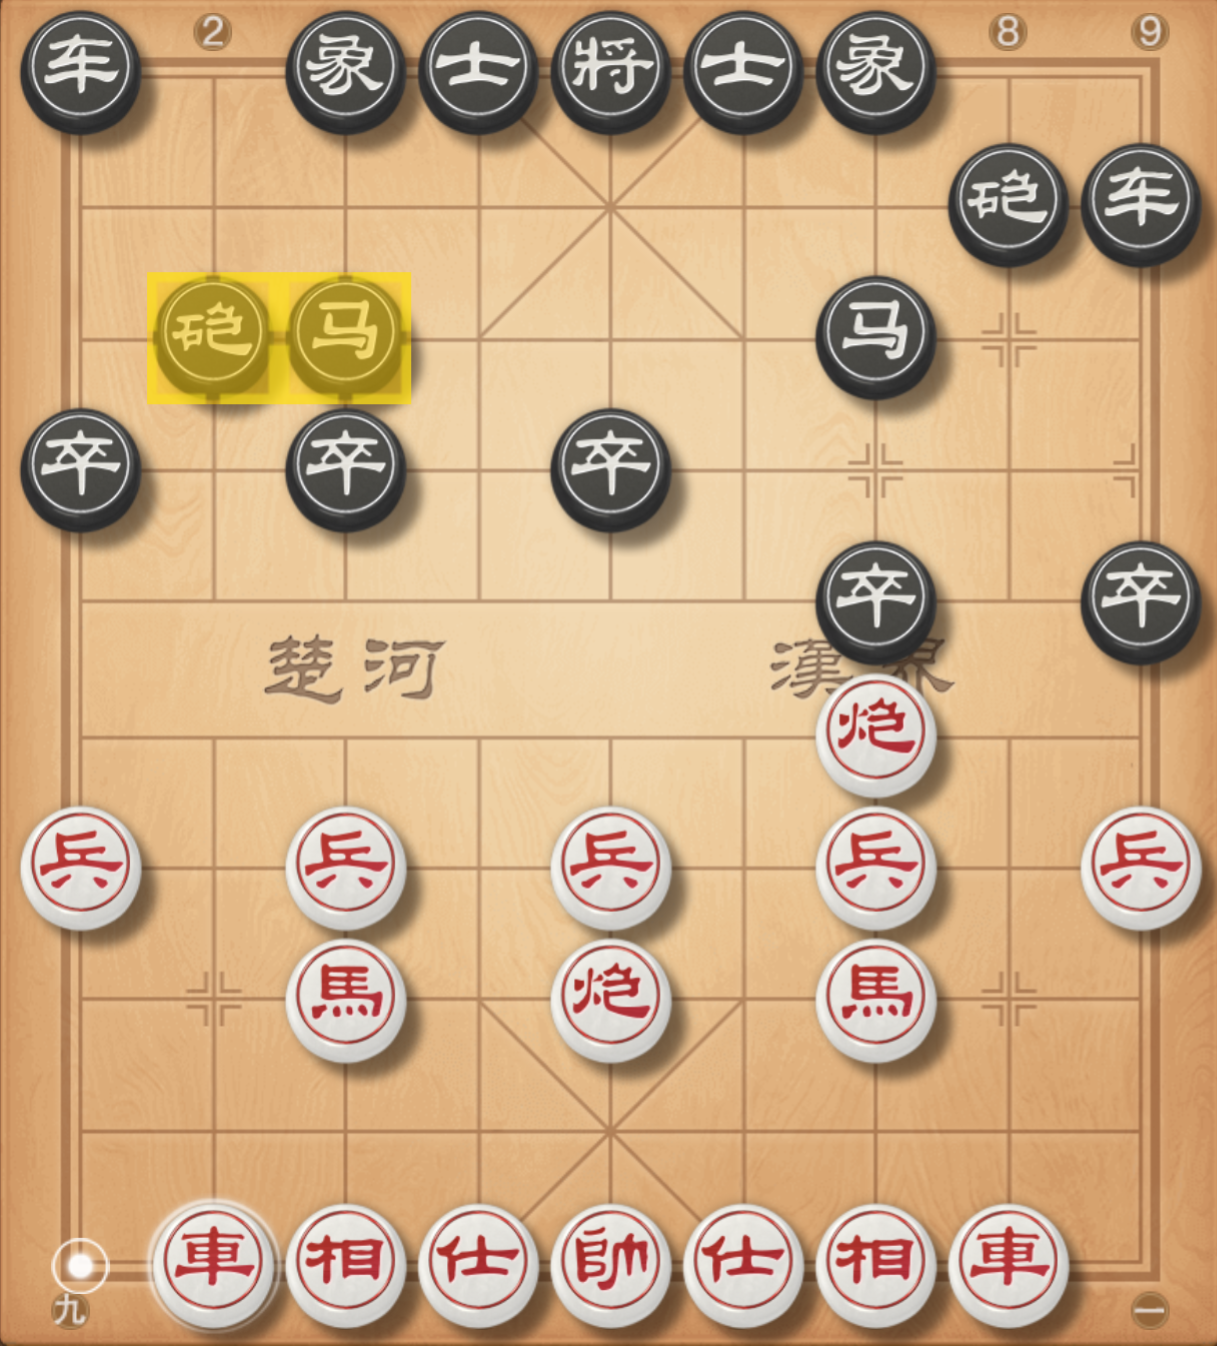 2 8 9
车 象 士 将 士 象
砲 车
砲 马 马
卒 卒 卒
卒 卒
楚河 漢界
炮
兵 兵 兵 兵 兵
馬 炮 馬
車 相 仕 帥 仕 相 車
九 一